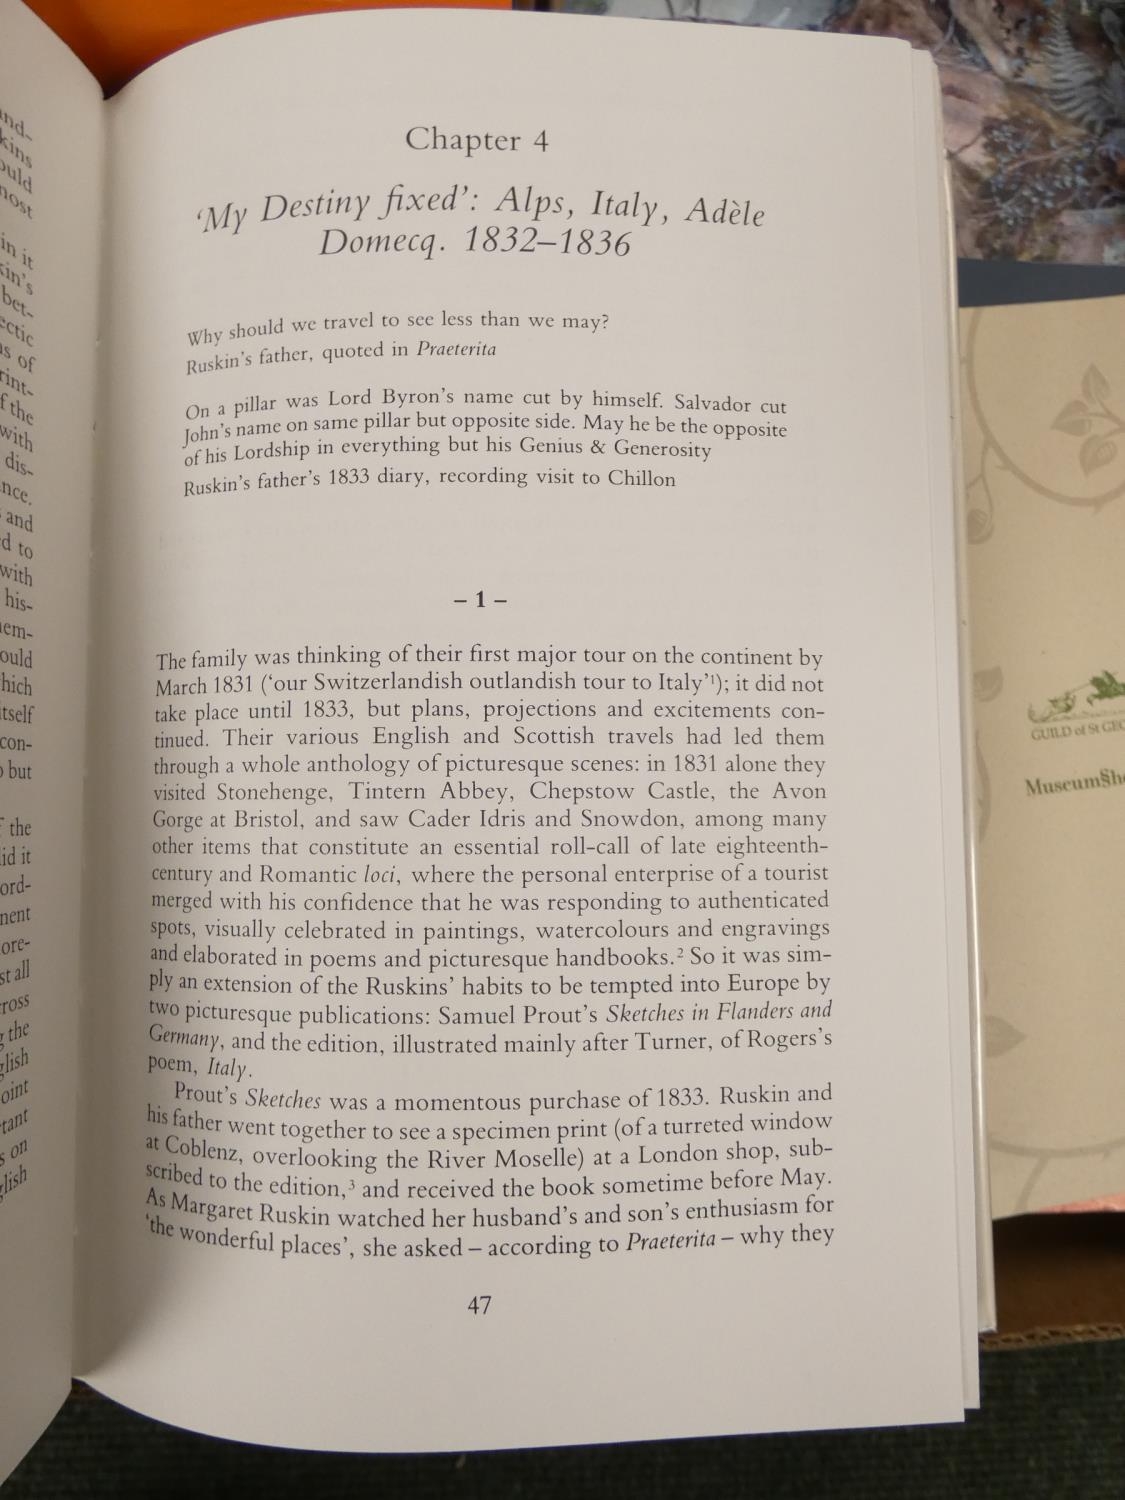 Chapter 4
‘My Destiny fixed’: Alps, Italy, Adèle
Domecq. 1832–1836
Why should we travel to see less than we may?
Ruskin’s father, quoted in Praeterita
On a pillar was Lord Byron’s name cut by himself. Salvador cut
John’s name on same pillar but opposite side. May he be the opposite
of his Lordship in everything but his Genius & Generosity
Ruskin’s father’s 1833 diary, recording visit to Chillon
– 1 –
The family was thinking of their first major tour on the continent by
March 1831 (‘our Switzerlandish outlandish tour to Italy’¹); it did not
take place until 1833, but plans, projections and excitements con-
tinued. Their various English and Scottish travels had led them
through a whole anthology of picturesque scenes: in 1831 alone they
visited Stonehenge, Tintern Abbey, Chepstow Castle, the Avon
Gorge at Bristol, and saw Cader Idris and Snowdon, among many
other items that constitute an essential roll-call of late eighteenth-
century and Romantic loci, where the personal enterprise of a tourist
merged with his confidence that he was responding to authenticated
spots, visually celebrated in paintings, watercolours and engravings
and elaborated in poems and picturesque handbooks.² So it was sim-
ply an extension of the Ruskins’ habits to be tempted into Europe by
two picturesque publications: Samuel Prout’s Sketches in Flanders and
Germany, and the edition, illustrated mainly after Turner, of Rogers’s
poem, Italy.
Prout’s Sketches was a momentous purchase of 1833. Ruskin and
his father went together to see a specimen print (of a turreted window
at Coblenz, overlooking the River Moselle) at a London shop, sub-
scribed to the edition,³ and received the book sometime before May.
As Margaret Ruskin watched her husband’s and son’s enthusiasm for
‘the wonderful places’, she asked – according to Praeterita – why they
47
GUILD of St GEO
MuseumSho